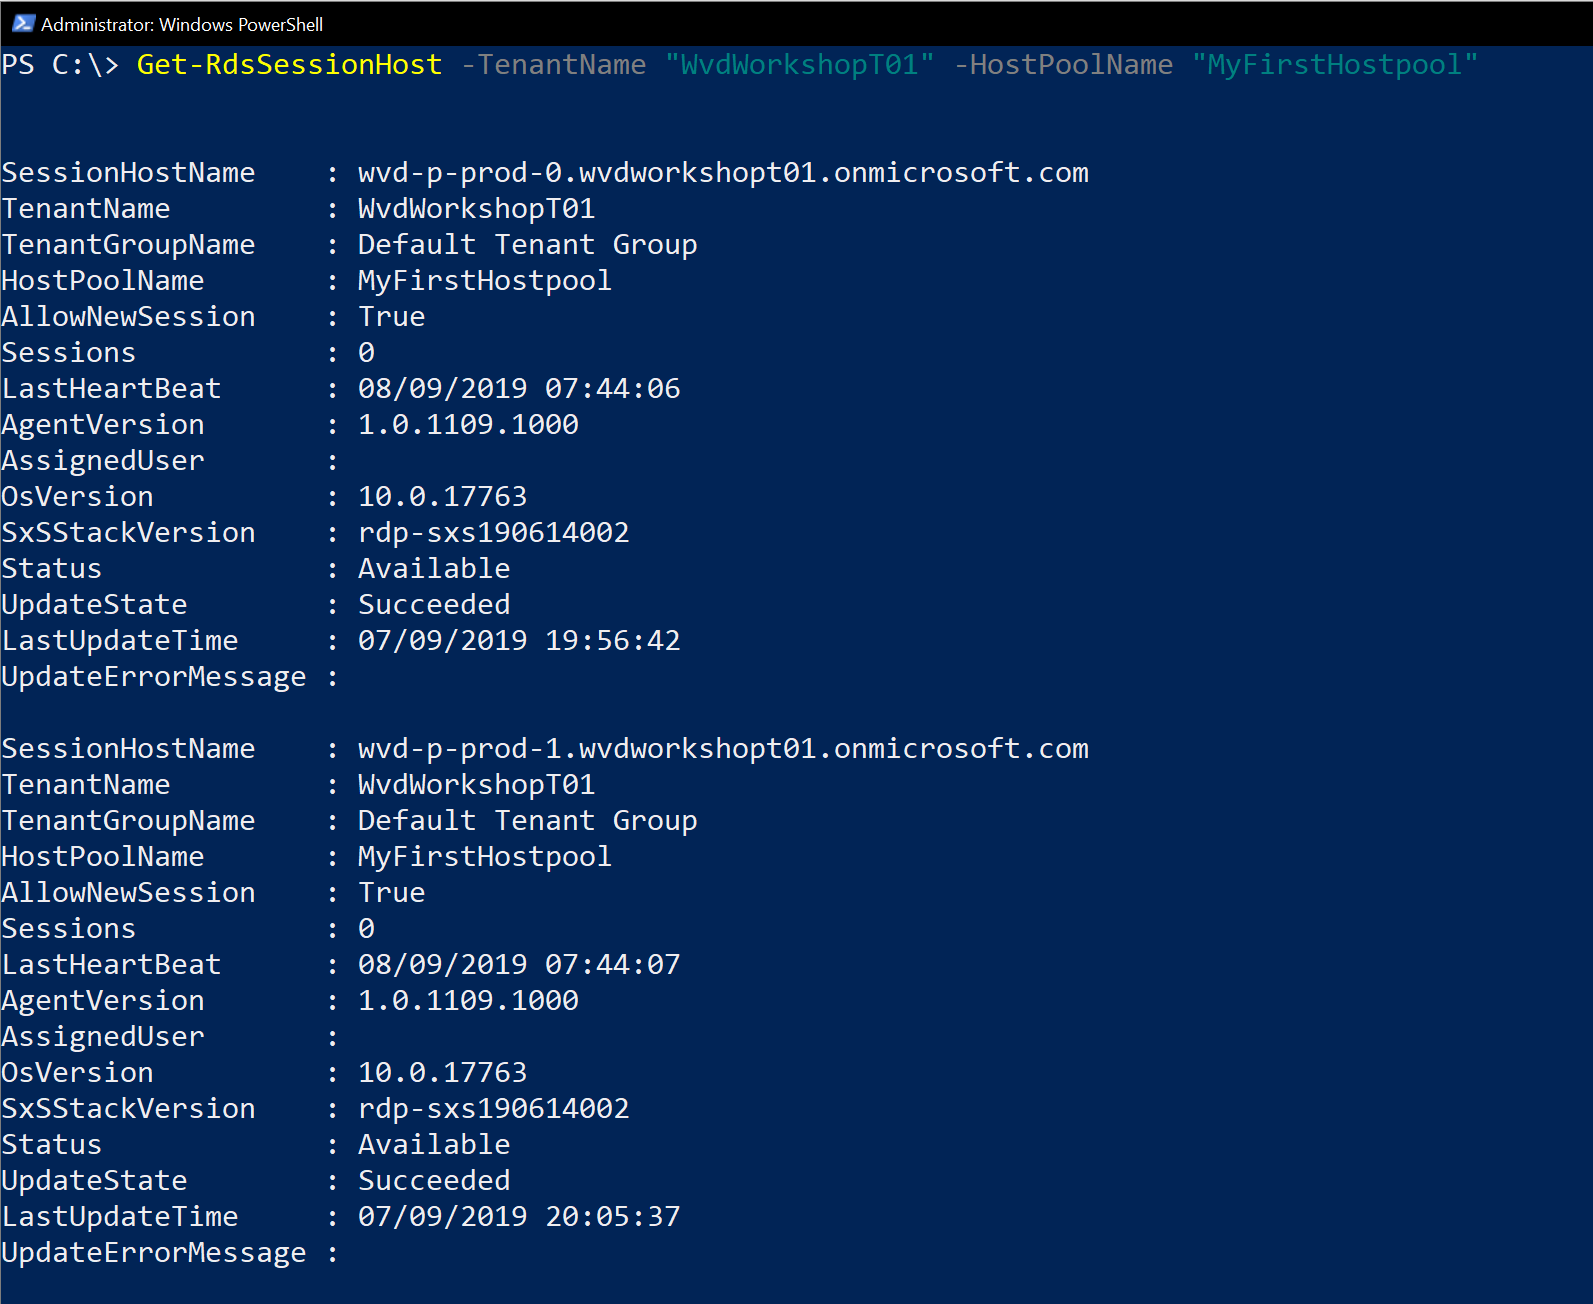 Administrator: Windows PowerShell
PS C:\> Get-RdsSessionHost -TenantName "WvdWorkshopT01" -HostPoolName "MyFirstHostpool"
SessionHostName    : wvd-p-prod-0.wvdworkshopt01.onmicrosoft.com
TenantName         : WvdWorkshopT01
TenantGroupName    : Default Tenant Group
HostPoolName       : MyFirstHostpool
AllowNewSession    : True
Sessions           : 0
LastHeartBeat      : 08/09/2019 07:44:06
AgentVersion       : 1.0.1109.1000
AssignedUser       :
OsVersion          : 10.0.17763
SxSStackVersion    : rdp-sxs190614002
Status             : Available
UpdateState        : Succeeded
LastUpdateTime     : 07/09/2019 19:56:42
UpdateErrorMessage :
SessionHostName    : wvd-p-prod-1.wvdworkshopt01.onmicrosoft.com
TenantName         : WvdWorkshopT01
TenantGroupName    : Default Tenant Group
HostPoolName       : MyFirstHostpool
AllowNewSession    : True
Sessions           : 0
LastHeartBeat      : 08/09/2019 07:44:07
AgentVersion       : 1.0.1109.1000
AssignedUser       :
OsVersion          : 10.0.17763
SxSStackVersion    : rdp-sxs190614002
Status             : Available
UpdateState        : Succeeded
LastUpdateTime     : 07/09/2019 20:05:37
UpdateErrorMessage :